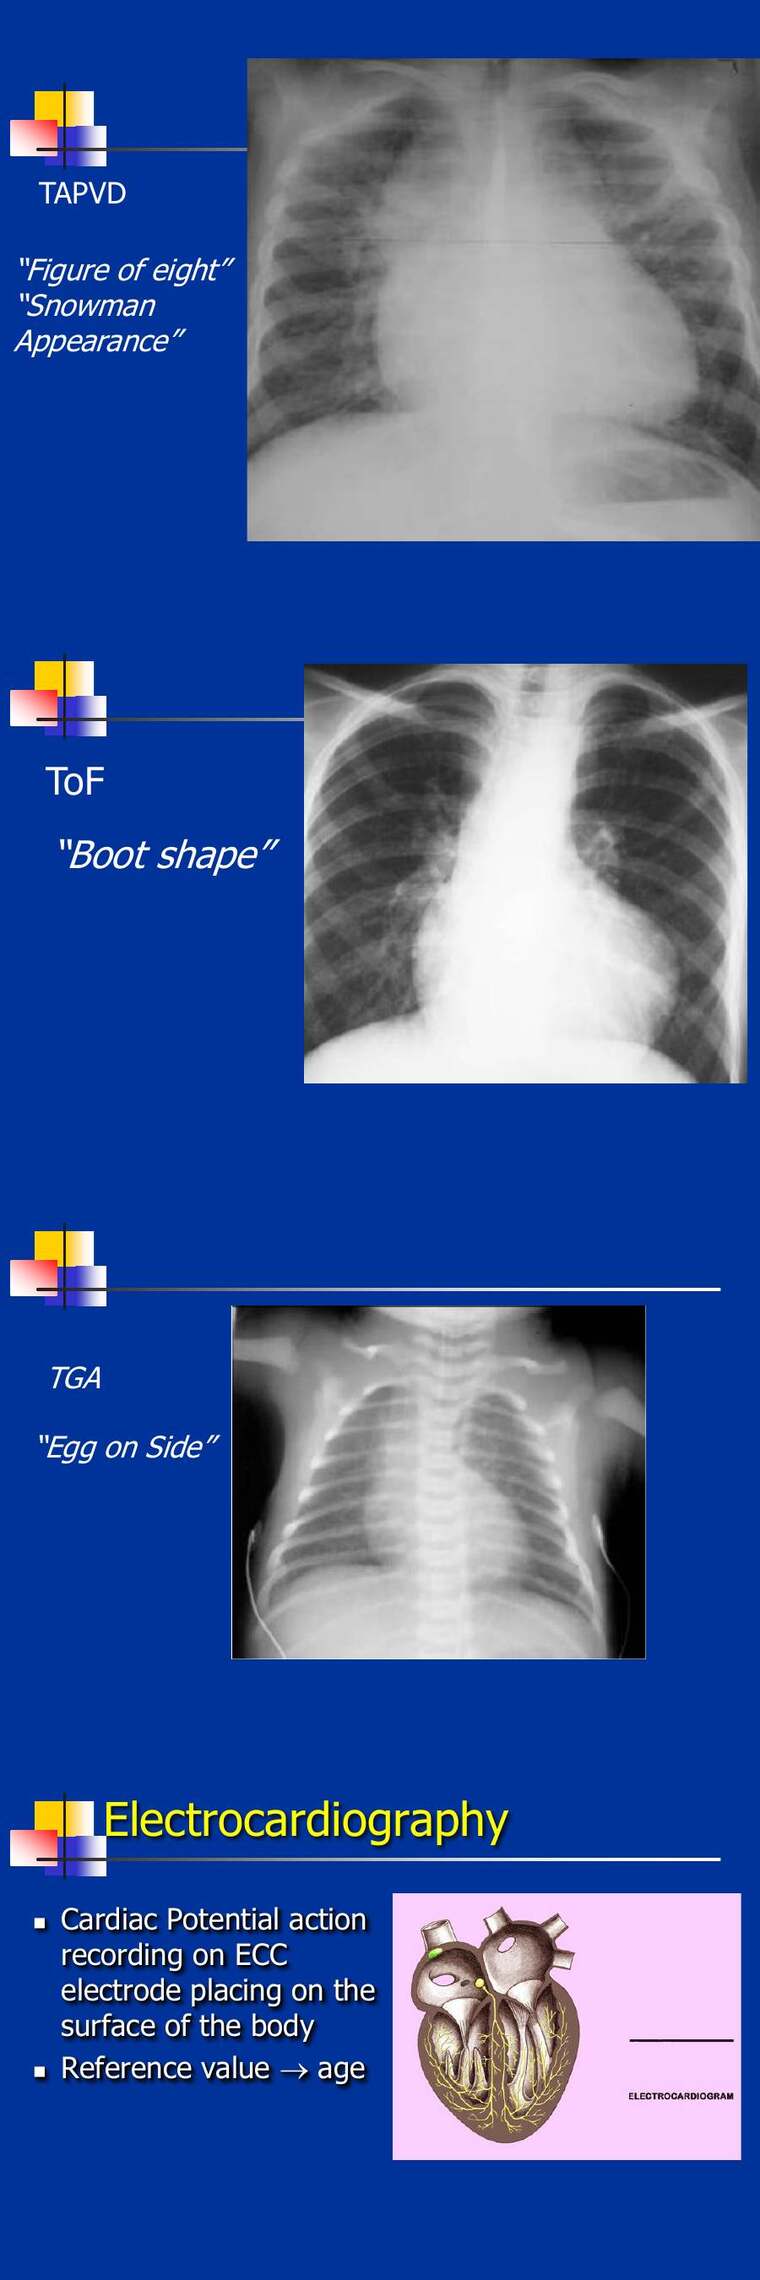 TAPVD
“Figure of eight”
“Snowman
Appearance”
ToF
“Boot shape”
TGA
“Egg on Side”
Electrocardiography
Cardiac Potential action
recording on ECC
electrode placing on the
surface of the body
Reference value → age
ELECTROCARDIOGRAM